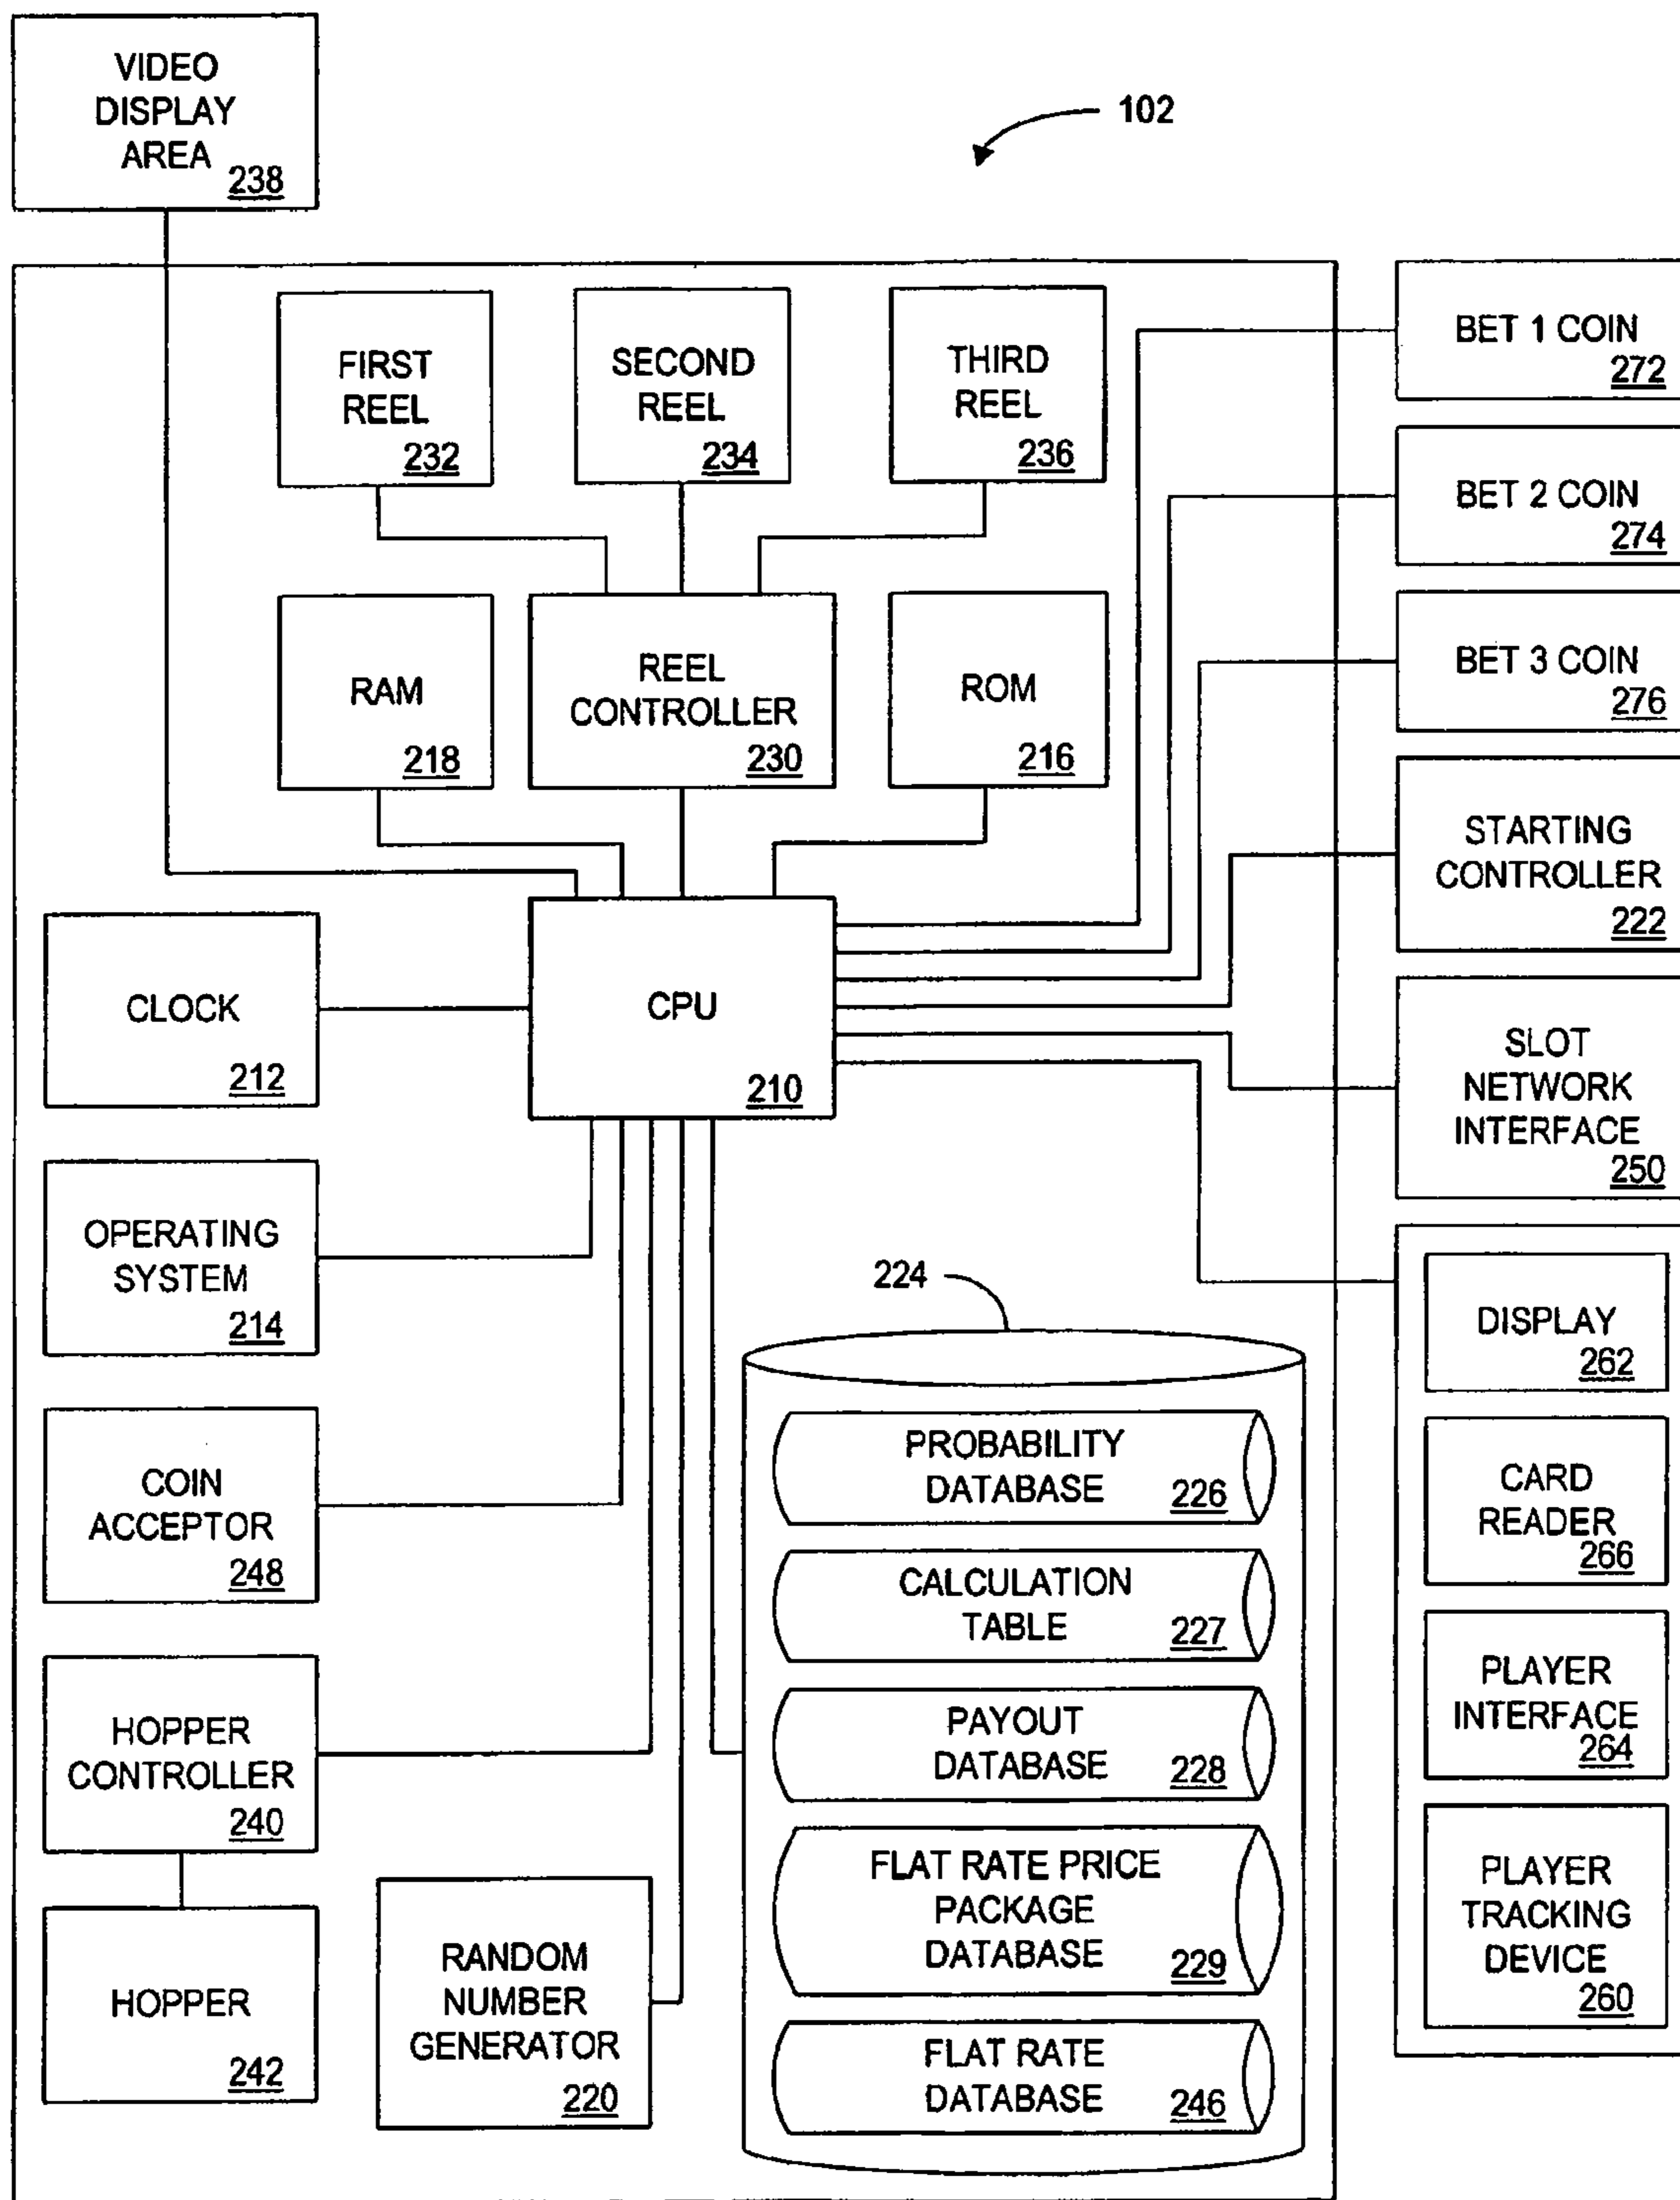 VIDEO
DISPLAY
AREA
238
102
FIRST
REEL
232
SECOND
REEL
234
THIRD
REEL
236
BET 1 COIN
272
BET 2 COIN
274
BET 3 COIN
276
RAM
218
REEL
CONTROLLER
230
ROM
216
STARTING
CONTROLLER
222
CLOCK
212
CPU
210
SLOT
NETWORK
INTERFACE
250
OPERATING
SYSTEM
214
COIN
ACCEPTOR
248
HOPPER
CONTROLLER
240
HOPPER
242
RANDOM
NUMBER
GENERATOR
220
224
PROBABILITY
DATABASE
226
CALCULATION
TABLE
227
PAYOUT
DATABASE
228
FLAT RATE PRICE
PACKAGE
DATABASE
229
FLAT RATE
DATABASE
246
DISPLAY
262
CARD
READER
266
PLAYER
INTERFACE
264
PLAYER
TRACKING
DEVICE
260